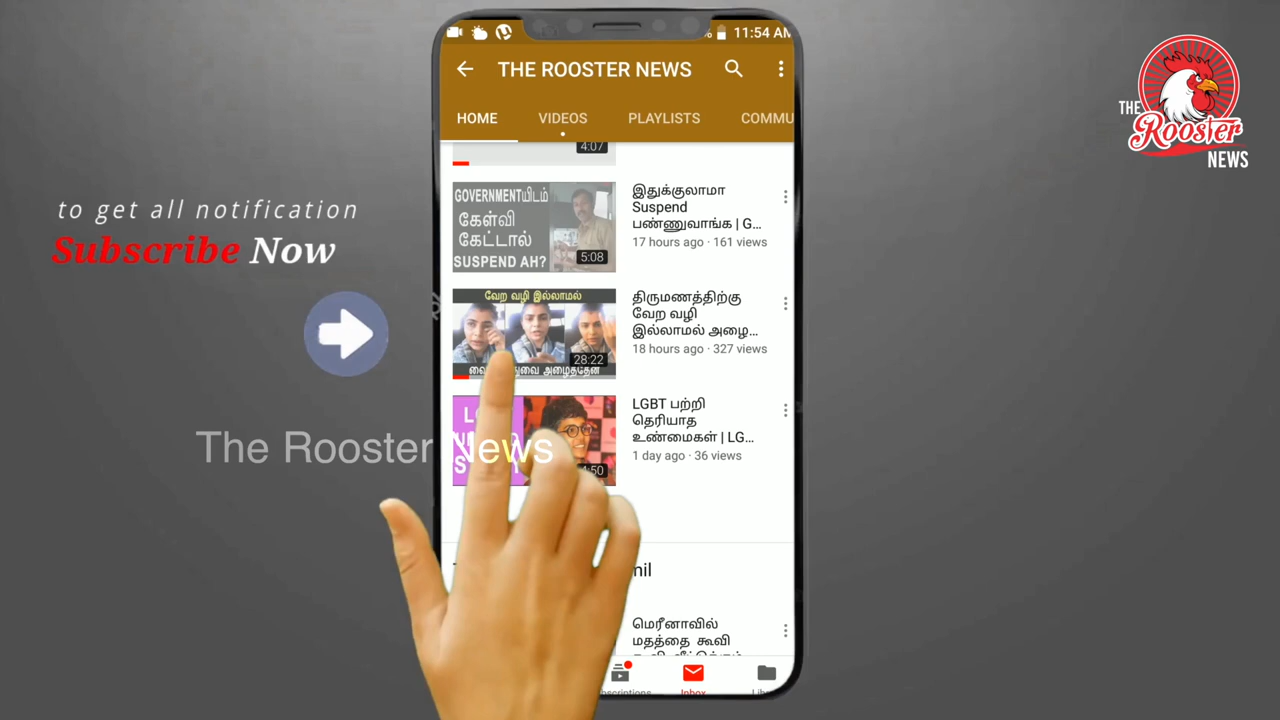 11:54 AM
THE ROOSTER NEWS
HOME VIDEOS PLAYLISTS COMMU
4:07
GOVERNMENTயிடம்
கேள்வி
கேட்டால்
SUSPEND AH?
5:08
இதுக்குலாமா
Suspend
பண்ணுவாங்க | G...
17 hours ago · 161 views
வேற வழி இல்லாமல்
28:22
அழைத்தேன்
திருமணத்திற்கு
வேற வழி
இல்லாமல் அழை...
18 hours ago · 327 views
LGBT பற்றி
தெரியாத
உண்மைகள் | LG...
1 day ago · 36 views
மெரீனாவில்
மதத்தை கூவி
Inbox
to get all notification
Subscribe Now
The Rooster News
THE
Rooster
NEWS